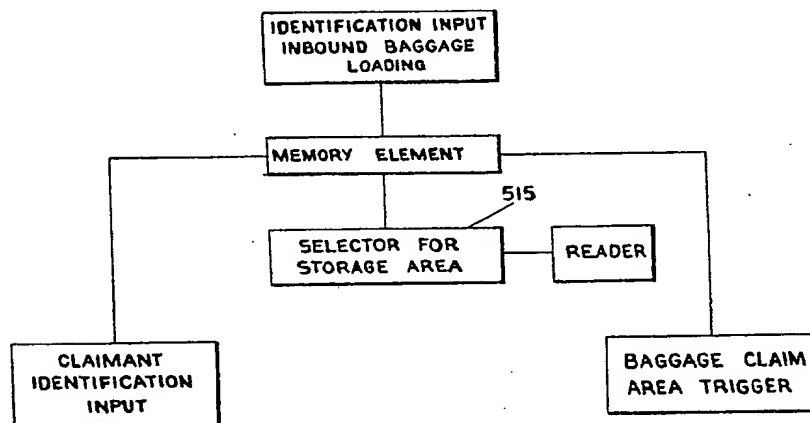 IDENTIFICATION INPUT
INBOUND BAGGAGE
LOADING
MEMORY ELEMENT
515
SELECTOR FOR
STORAGE AREA
READER
CLAIMANT
IDENTIFICATION
INPUT
BAGGAGE CLAIM
AREA TRIGGER